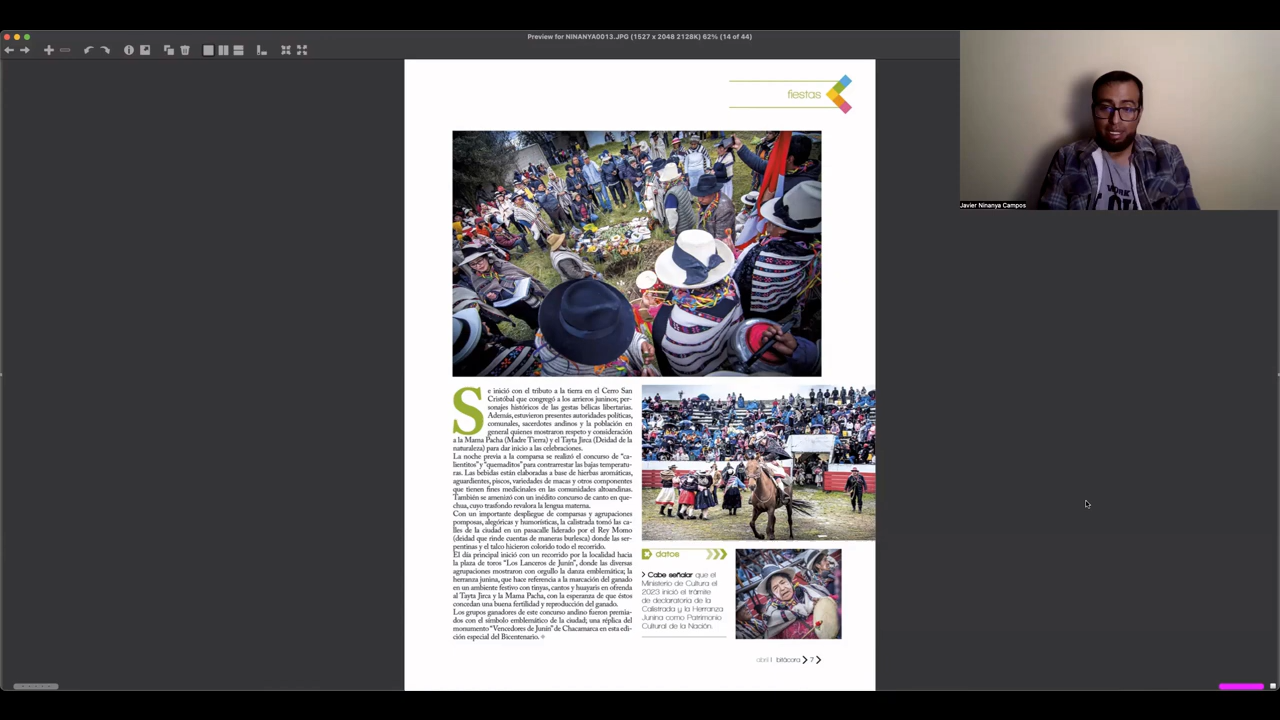 Preview for NINANYA0013.JPG (1527 x 2048 2128K) 62% (14 of 44)
Javier Ninanya Campos
WORK
fiestas
Se inició con el tributo a la tierra en el Cerro San
Cristóbal que congregó a los arrieros juninos; per-
sonajes históricos de las gestas bélicas libertarias.
Además, estuvieron presentes autoridades políticas,
comunales, sacerdotes andinos y la población en
general quienes mostraron respeto y consideración
a la Mama Pacha (Madre Tierra) y el Tayta Jirca (Deidad de la
naturaleza) para dar inicio a las celebraciones.
La noche previa a la comparsa se realizó el concurso de "ca-
lientitos" y "quemaditos" para contrarrestar las bajas temperatu-
ras. Las bebidas están elaboradas a base de hierbas aromáticas,
aguardientes, piscos, variedades de macas y otros componentes
que tienen fines medicinales en las comunidades altoandinas.
También se amenizó con un inédito concurso de canto en que-
chua, cuyo trasfondo revalora la lengua materna.
Con un importante despliegue de comparsas y agrupaciones
pomposas, alegóricas y humorísticas, la calistrada tomó las ca-
lles de la ciudad en un pasacalle liderado por el Rey Momo
(deidad que rinde cuentas de maneras burlesca) donde las ser-
pentinas y el talco hicieron colorido todo el recorrido.
El día principal inició con un recorrido por la localidad hacia
la plaza de toros "Los Lanceros de Junín", donde las diversas
agrupaciones mostraron con orgullo la danza emblemática; la
herranza junina, que hace referencia a la marcación del ganado
en un ambiente festivo con tinyas, cantos y huayaris en ofrenda
al Tayta Jirca y la Mama Pacha, con la esperanza de que éstos
concedan una buena fertilidad y reproducción del ganado.
Los grupos ganadores de este concurso andino fueron premia-
dos con el símbolo emblemático de la ciudad; una réplica del
monumento "Vencedores de Junín" de Chacamarca en esta edi-
ción especial del Bicentenario.
datos
Cabe señalar que el
Ministerio de Cultura el
2023 inició el trámite
de declaratoria de la
Calistrada y la Herranza
Junina como Patrimonio
Cultural de la Nación.
abril | bitácora 7